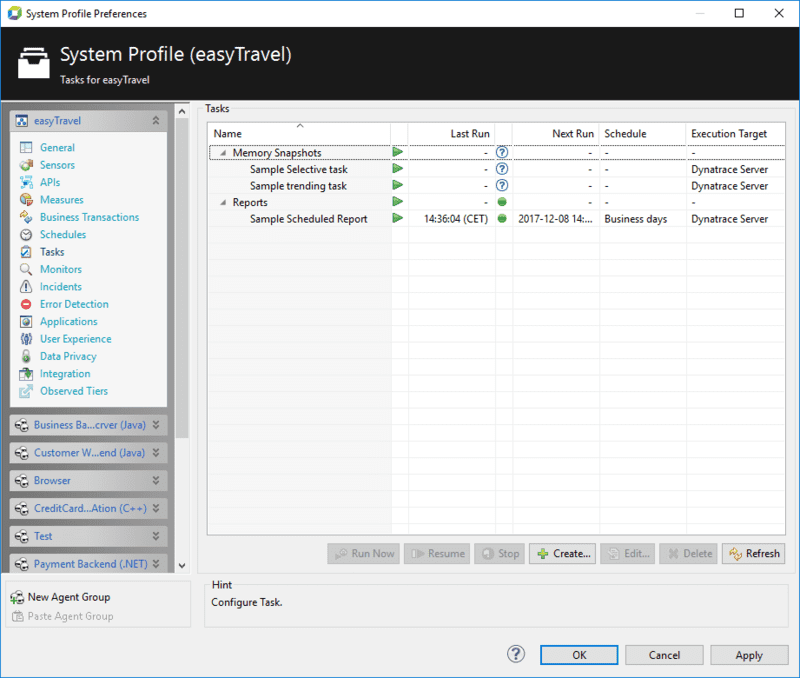 System Profile Preferences
System Profile (easyTravel)
Tasks for easyTravel
easyTravel
General
Sensors
APIs
Measures
Business Transactions
Schedules
Tasks
Monitors
Incidents
Error Detection
Applications
User Experience
Data Privacy
Integration
Observed Tiers
Business Ba...crver (Java)
Customer W...end (Java)
Browser
CreditCard...Ation (C++)
Test
Payment Backend (.NET)
New Agent Group
Paste Agent Group
Tasks
Name Last Run Next Run Schedule Execution Target
Memory Snapshots - ? - - -
Sample Selective task - ? - - Dynatrace Server
Sample trending task - ? - - Dynatrace Server
Reports - - - -
Sample Scheduled Report 14:36:04 (CET) 2017-12-08 14:... Business days Dynatrace Server
Run Now Resume Stop Create... Edit... Delete Refresh
Hint
Configure Task.
? OK Cancel Apply